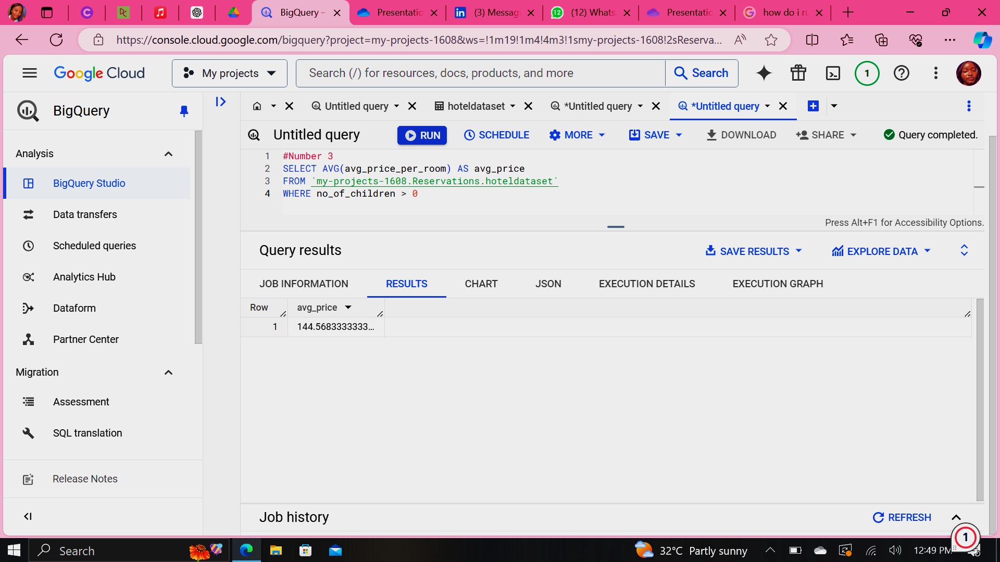 BigQuery –
Presentatio
(3) Messagi
12
(12) Whats
Presentatio
how do i ru
https://console.cloud.google.com/bigquery?project=my-projects-1608&ws=!1m19!1m4!4m3!1smy-projects-1608!2sReserva...
Google Cloud
My projects
Search (/) for resources, docs, products, and more
Search
1
BigQuery
Untitled query
hoteldataset
*Untitled query
*Untitled query
Untitled query
RUN
SCHEDULE
MORE
SAVE
DOWNLOAD
SHARE
Query completed.
Analysis
BigQuery Studio
Data transfers
Scheduled queries
Analytics Hub
Dataform
Partner Center
Migration
Assessment
SQL translation
Release Notes
1 #Number 3
2 SELECT AVG(avg_price_per_room) AS avg_price
3 FROM `my-projects-1608.Reservations.hoteldataset`
4 WHERE no_of_children > 0
Press Alt+F1 for Accessibility Options.
Query results
SAVE RESULTS
EXPLORE DATA
JOB INFORMATION
RESULTS
CHART
JSON
EXECUTION DETAILS
EXECUTION GRAPH
Row avg_price
1 144.5683333333...
Job history
REFRESH
1
Search
32°C Partly sunny
12:49 PM